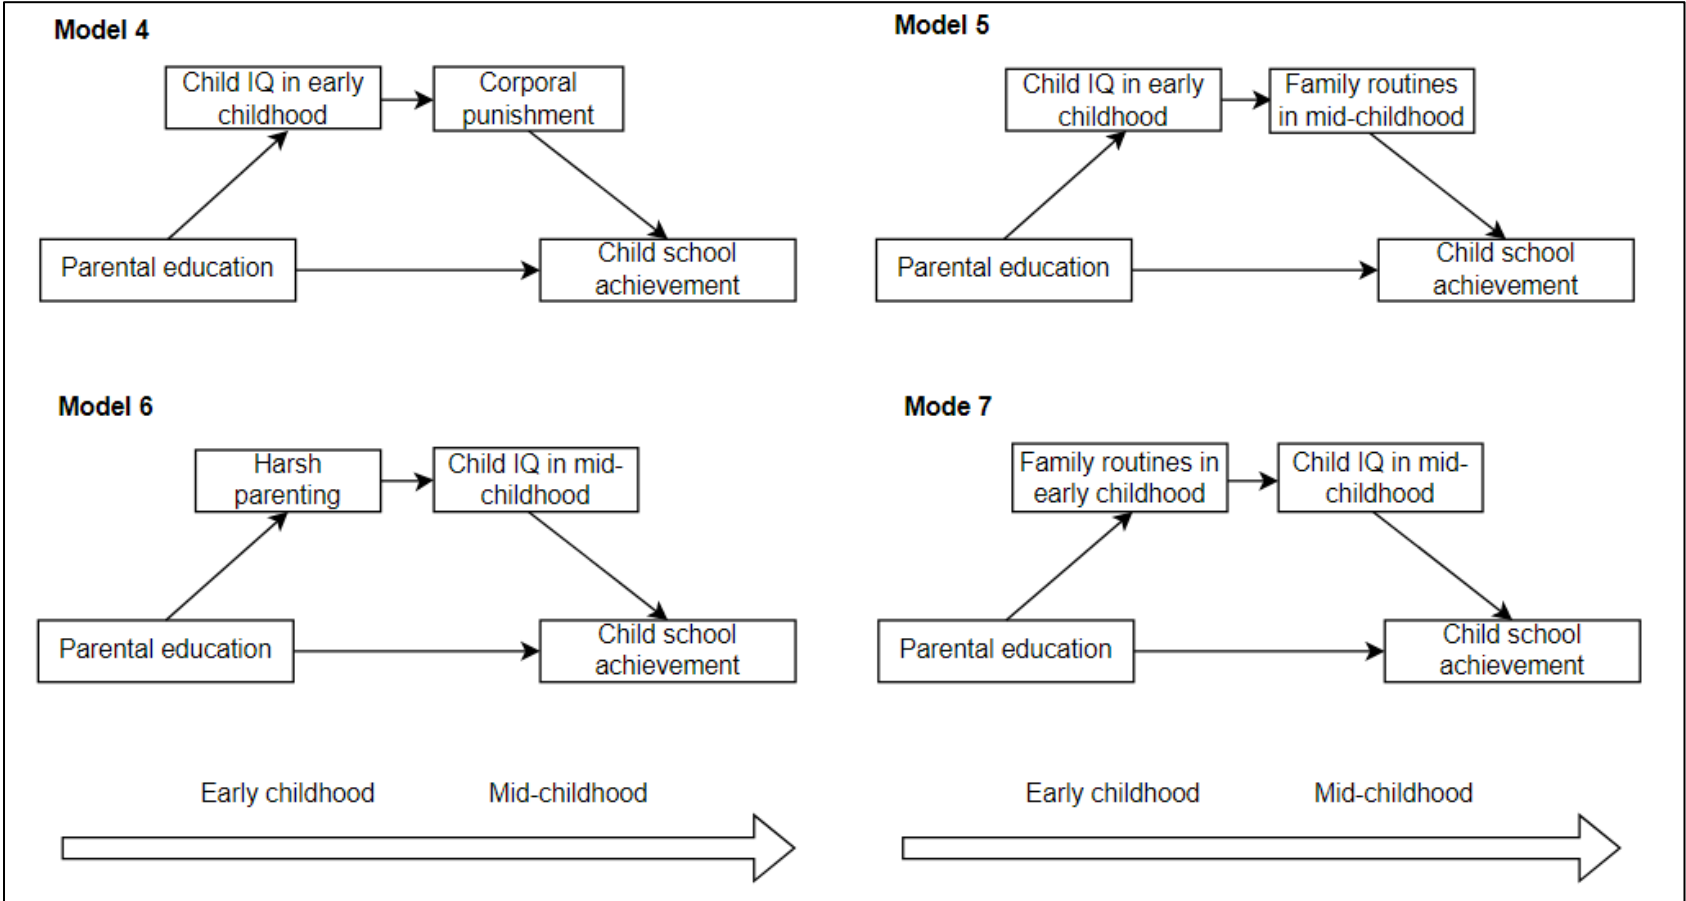 Model 4
Child IQ in early
childhood
Corporal
punishment
Parental education
Child school
achievement
Model 5
Child IQ in early
childhood
Family routines
in mid-childhood
Parental education
Child school
achievement
Model 6
Harsh
parenting
Child IQ in mid-
childhood
Parental education
Child school
achievement
Mode 7
Family routines in
early childhood
Child IQ in mid-
childhood
Parental education
Child school
achievement
Early childhood
Mid-childhood
Early childhood
Mid-childhood